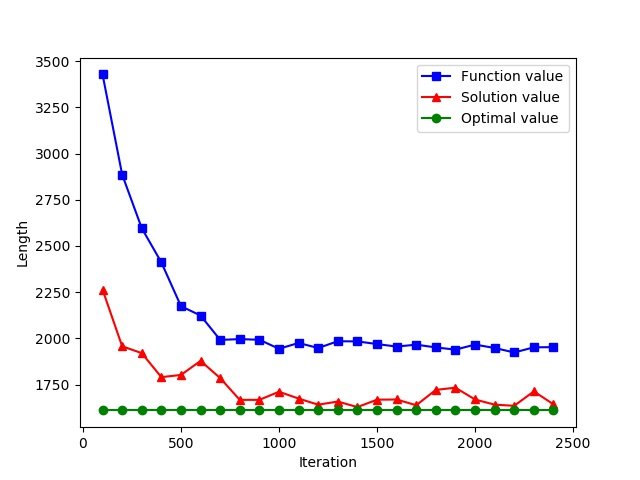 3500
3250
3000
2750
2500
2250
2000
1750
Length
0
500
1000
1500
2000
2500
Iteration
Function value
Solution value
Optimal value